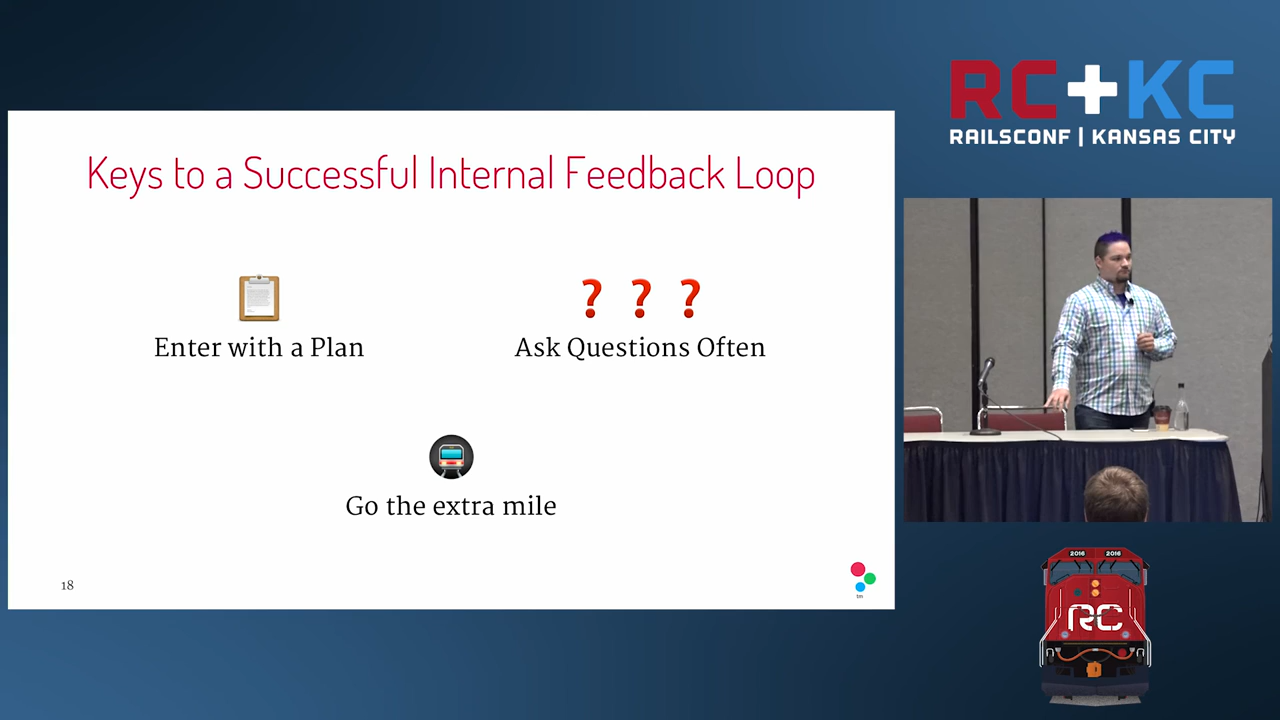 RC+KC
RAILSCONF | KANSAS CITY
Keys to a Successful Internal Feedback Loop
Enter with a Plan
Ask Questions Often
Go the extra mile
18
tm
2016 2016
RC